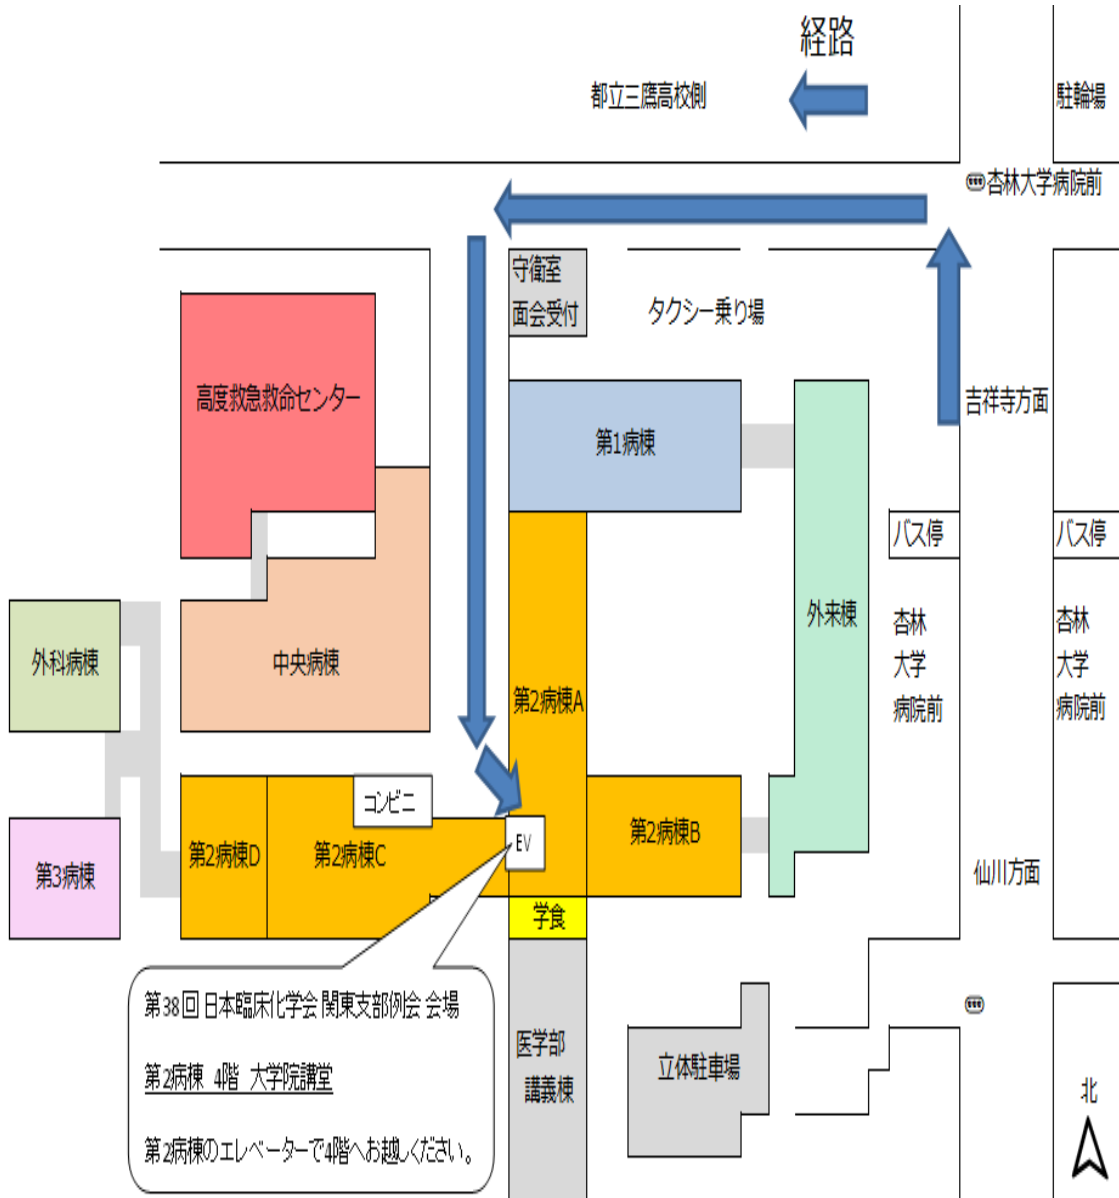 経路
都立三鷹高校側
駐輪場
杏林大学病院前
守衛室
面会受付
タクシー乗り場
高度救急救命センター
吉祥寺方面
第1病棟
バス停
バス停
外来棟
杏林
大学
病院前
杏林
大学
病院前
外科病棟
中央病棟
第2病棟A
コンビニ
第2病棟B
EV
第2病棟D
第2病棟C
第3病棟
仙川方面
学食
第38回 日本臨床化学会 関東支部例会 会場
第2病棟 4階 大学院講堂
第2病棟のエレベーターで4階へお越しください。
医学部
講義棟
立体駐車場
北